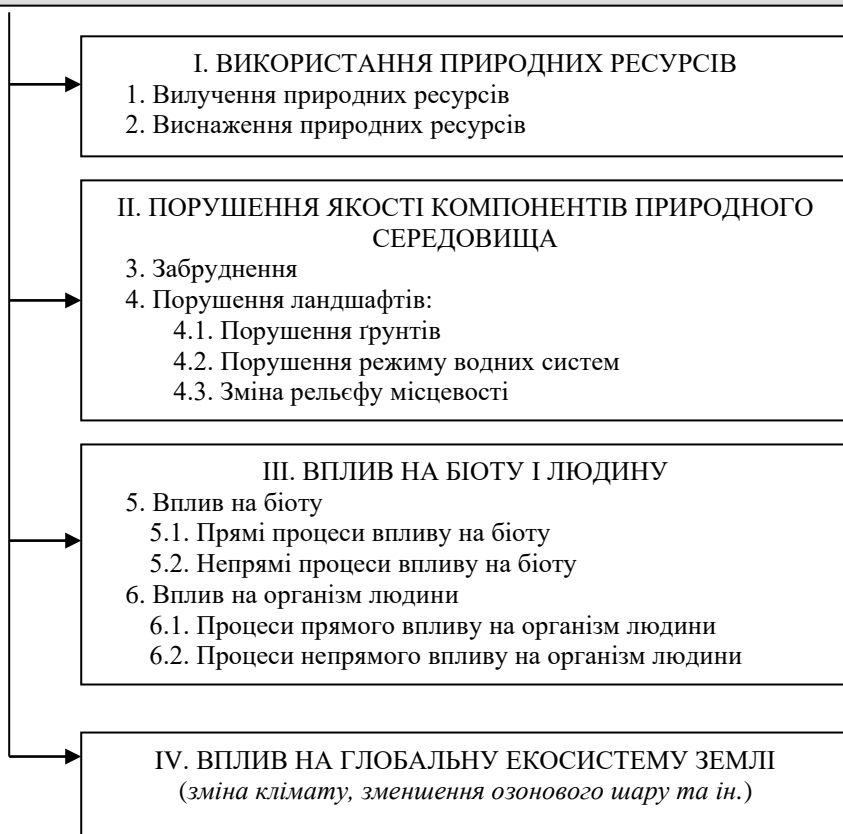 I. ВИКОРИСТАННЯ ПРИРОДНИХ РЕСУРСІВ
1. Вилучення природних ресурсів
2. Виснаження природних ресурсів
II. ПОРУШЕННЯ ЯКОСТІ КОМПОНЕНТІВ ПРИРОДНОГО
СЕРЕДОВИЩА
3. Забруднення
4. Порушення ландшафтів:
4.1. Порушення ґрунтів
4.2. Порушення режиму водних систем
4.3. Зміна рельєфу місцевості
III. ВПЛИВ НА БІОТУ І ЛЮДИНУ
5. Вплив на біоту
5.1. Прямі процеси впливу на біоту
5.2. Непрямі процеси впливу на біоту
6. Вплив на організм людини
6.1. Процеси прямого впливу на організм людини
6.2. Процеси непрямого впливу на організм людини
IV. ВПЛИВ НА ГЛОБАЛЬНУ ЕКОСИСТЕМУ ЗЕМЛІ
(зміна клімату, зменшення озонового шару та ін.)